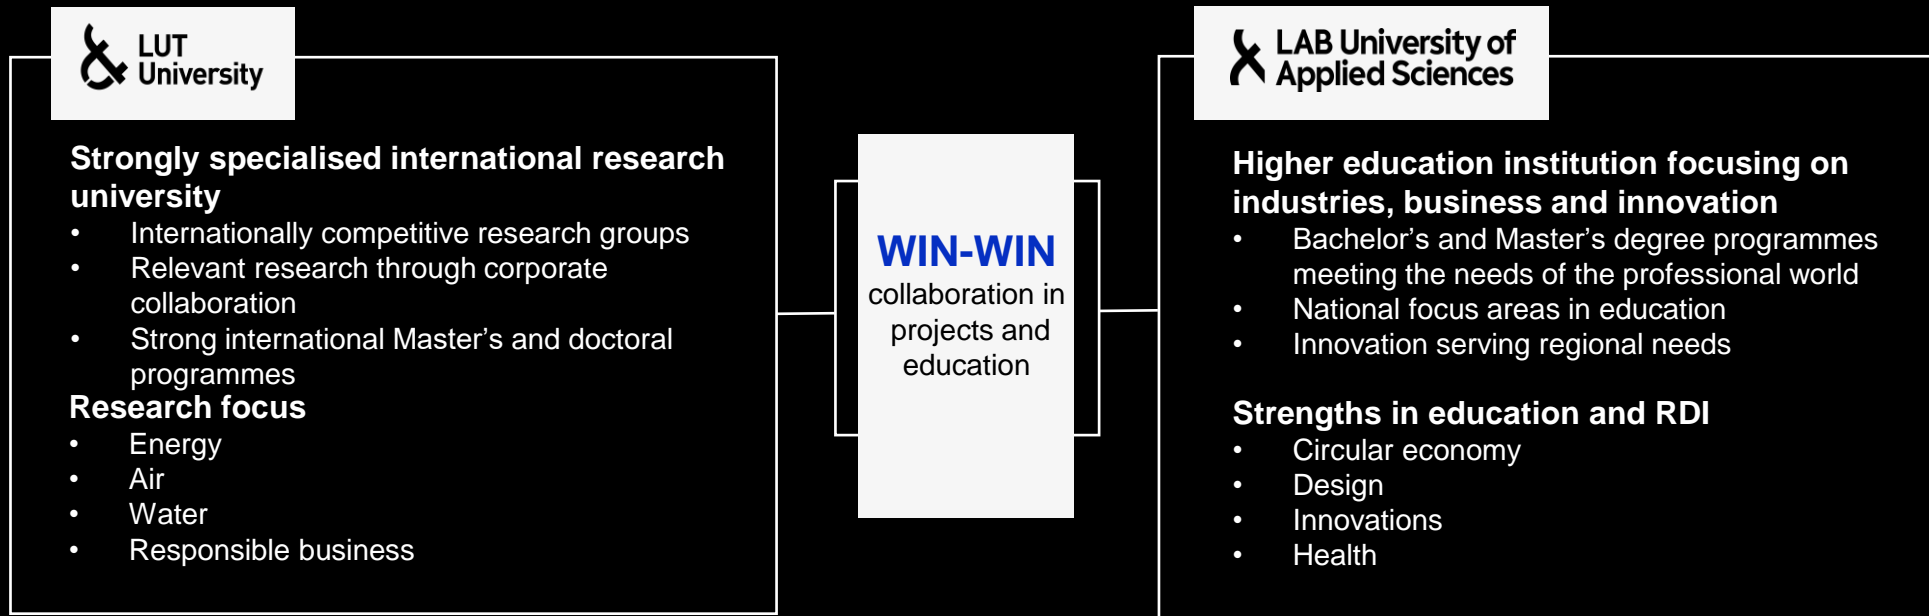 LUT
University
Strongly specialised international research
university
• Internationally competitive research groups
• Relevant research through corporate
collaboration
• Strong international Master’s and doctoral
programmes
Research focus
• Energy
• Air
• Water
• Responsible business
WIN-WIN
collaboration in
projects and
education
LAB University of
Applied Sciences
Higher education institution focusing on
industries, business and innovation
• Bachelor’s and Master’s degree programmes
meeting the needs of the professional world
• National focus areas in education
• Innovation serving regional needs
Strengths in education and RDI
• Circular economy
• Design
• Innovations
• Health